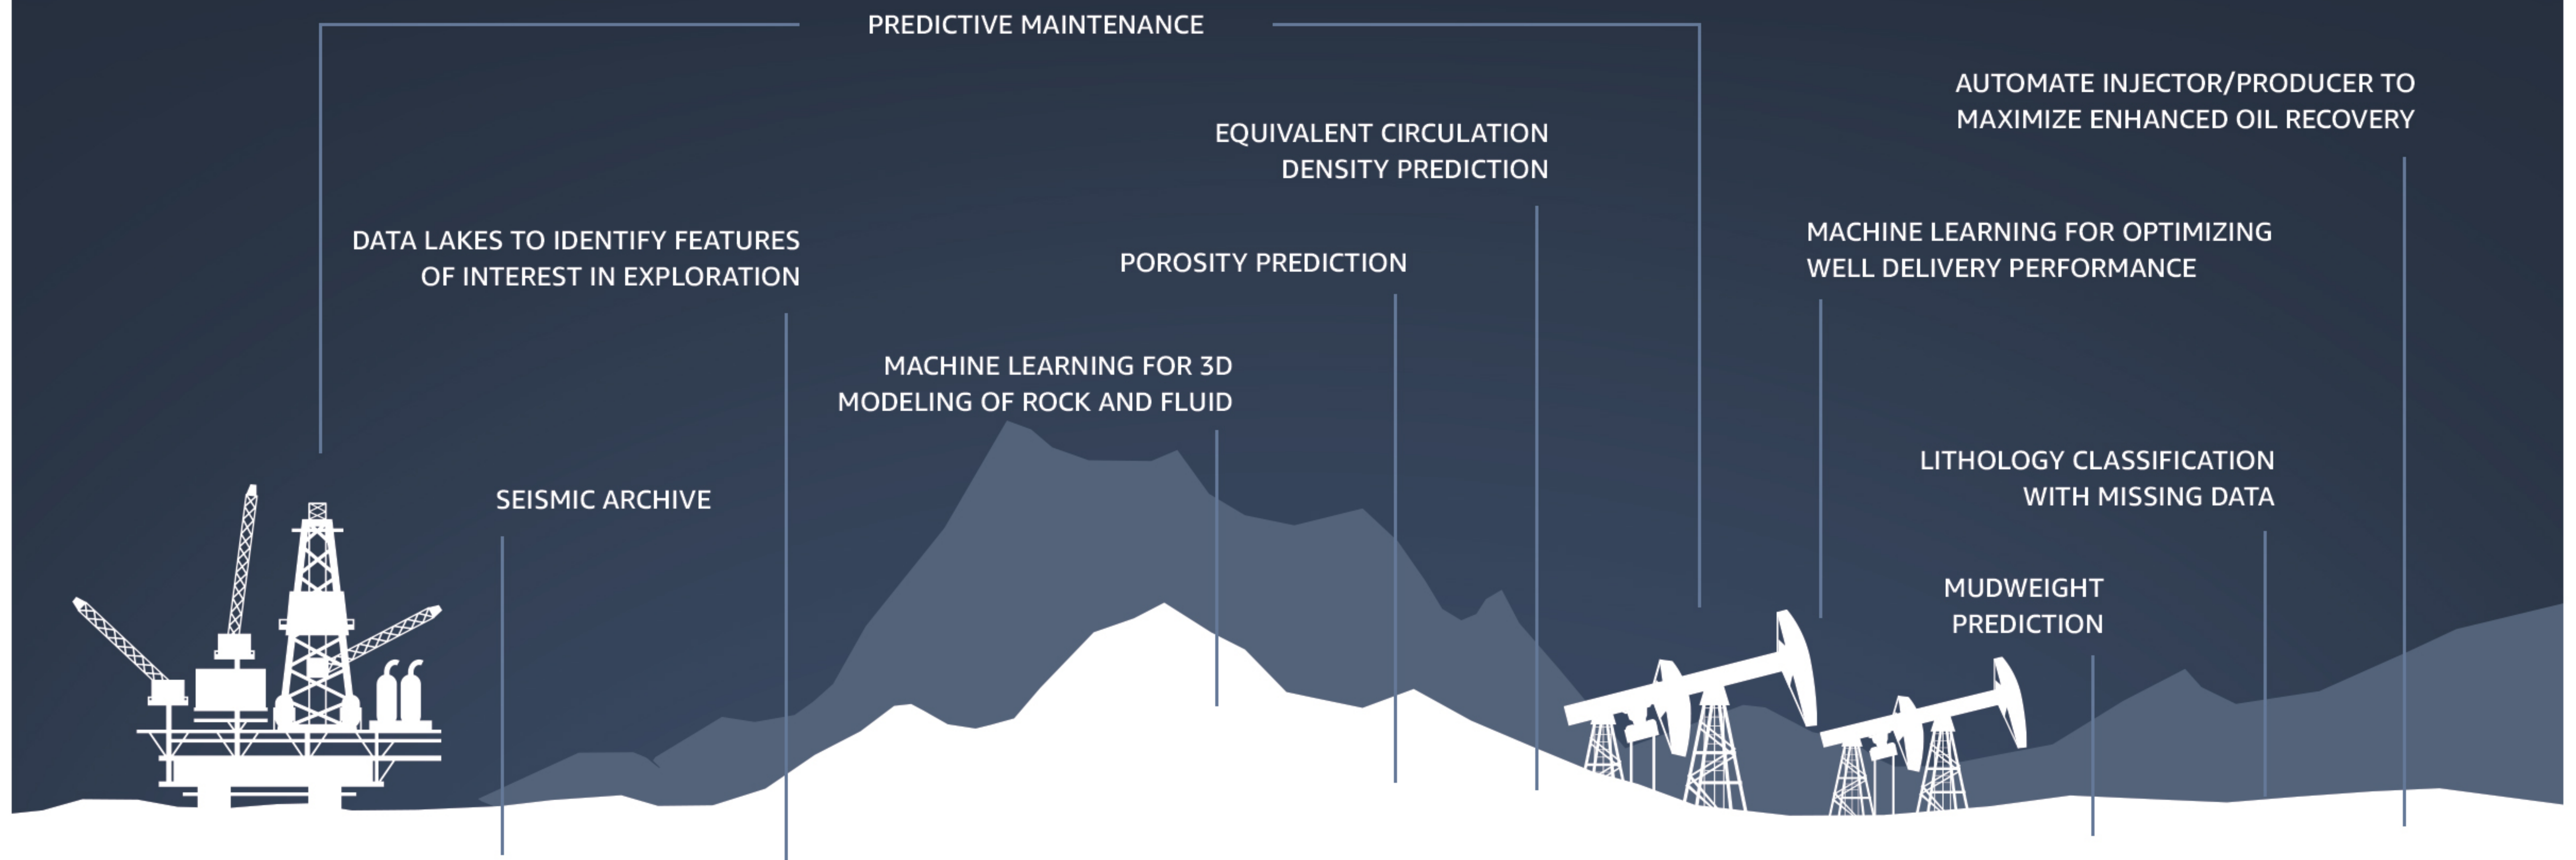 PREDICTIVE MAINTENANCE
AUTOMATE INJECTOR/PRODUCER TO
MAXIMIZE ENHANCED OIL RECOVERY
EQUIVALENT CIRCULATION
DENSITY PREDICTION
DATA LAKES TO IDENTIFY FEATURES
OF INTEREST IN EXPLORATION
POROSITY PREDICTION
MACHINE LEARNING FOR OPTIMIZING
WELL DELIVERY PERFORMANCE
MACHINE LEARNING FOR 3D
MODELING OF ROCK AND FLUID
SEISMIC ARCHIVE
LITHOLOGY CLASSIFICATION
WITH MISSING DATA
MUDWEIGHT
PREDICTION